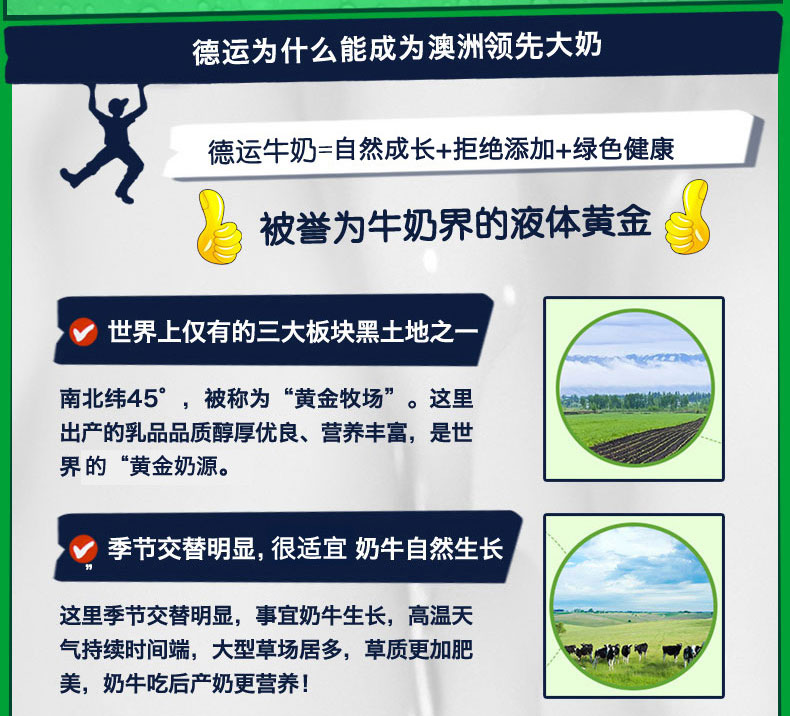 德运为什么能成为澳洲领先大奶
德运牛奶=自然成长+拒绝添加+绿色健康
被誉为牛奶界的液体黄金
世界上仅有的三大板块黑土地之一
南北纬45°，被称为“黄金牧场”。这里
出产的乳品品质醇厚优良、营养丰富，是世
界的“黄金奶源。
季节交替明显，很适宜 奶牛自然生长
”
这里季节交替明显，事宜奶牛生长，高温天
气持续时间端，大型草场居多，草质更加肥
美，奶牛吃后产奶更营养！